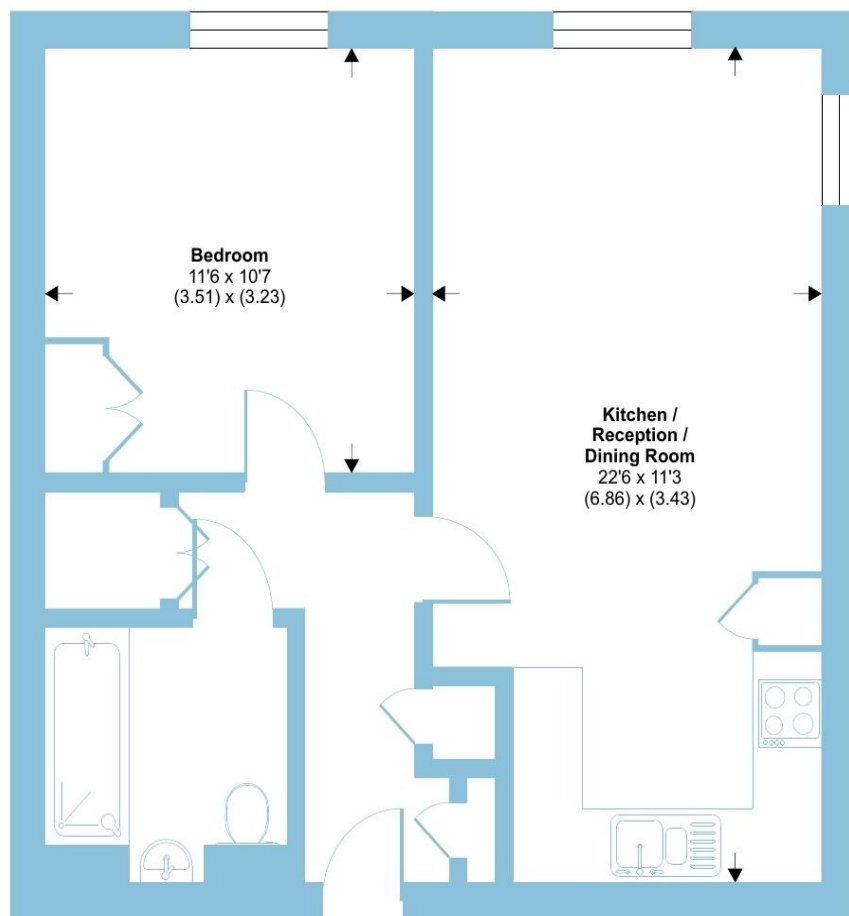 Bedroom
11'6 x 10'7
(3.51) x (3.23)
Kitchen /
Reception /
Dining Room
22'6 x 11'3
(6.86) x (3.43)